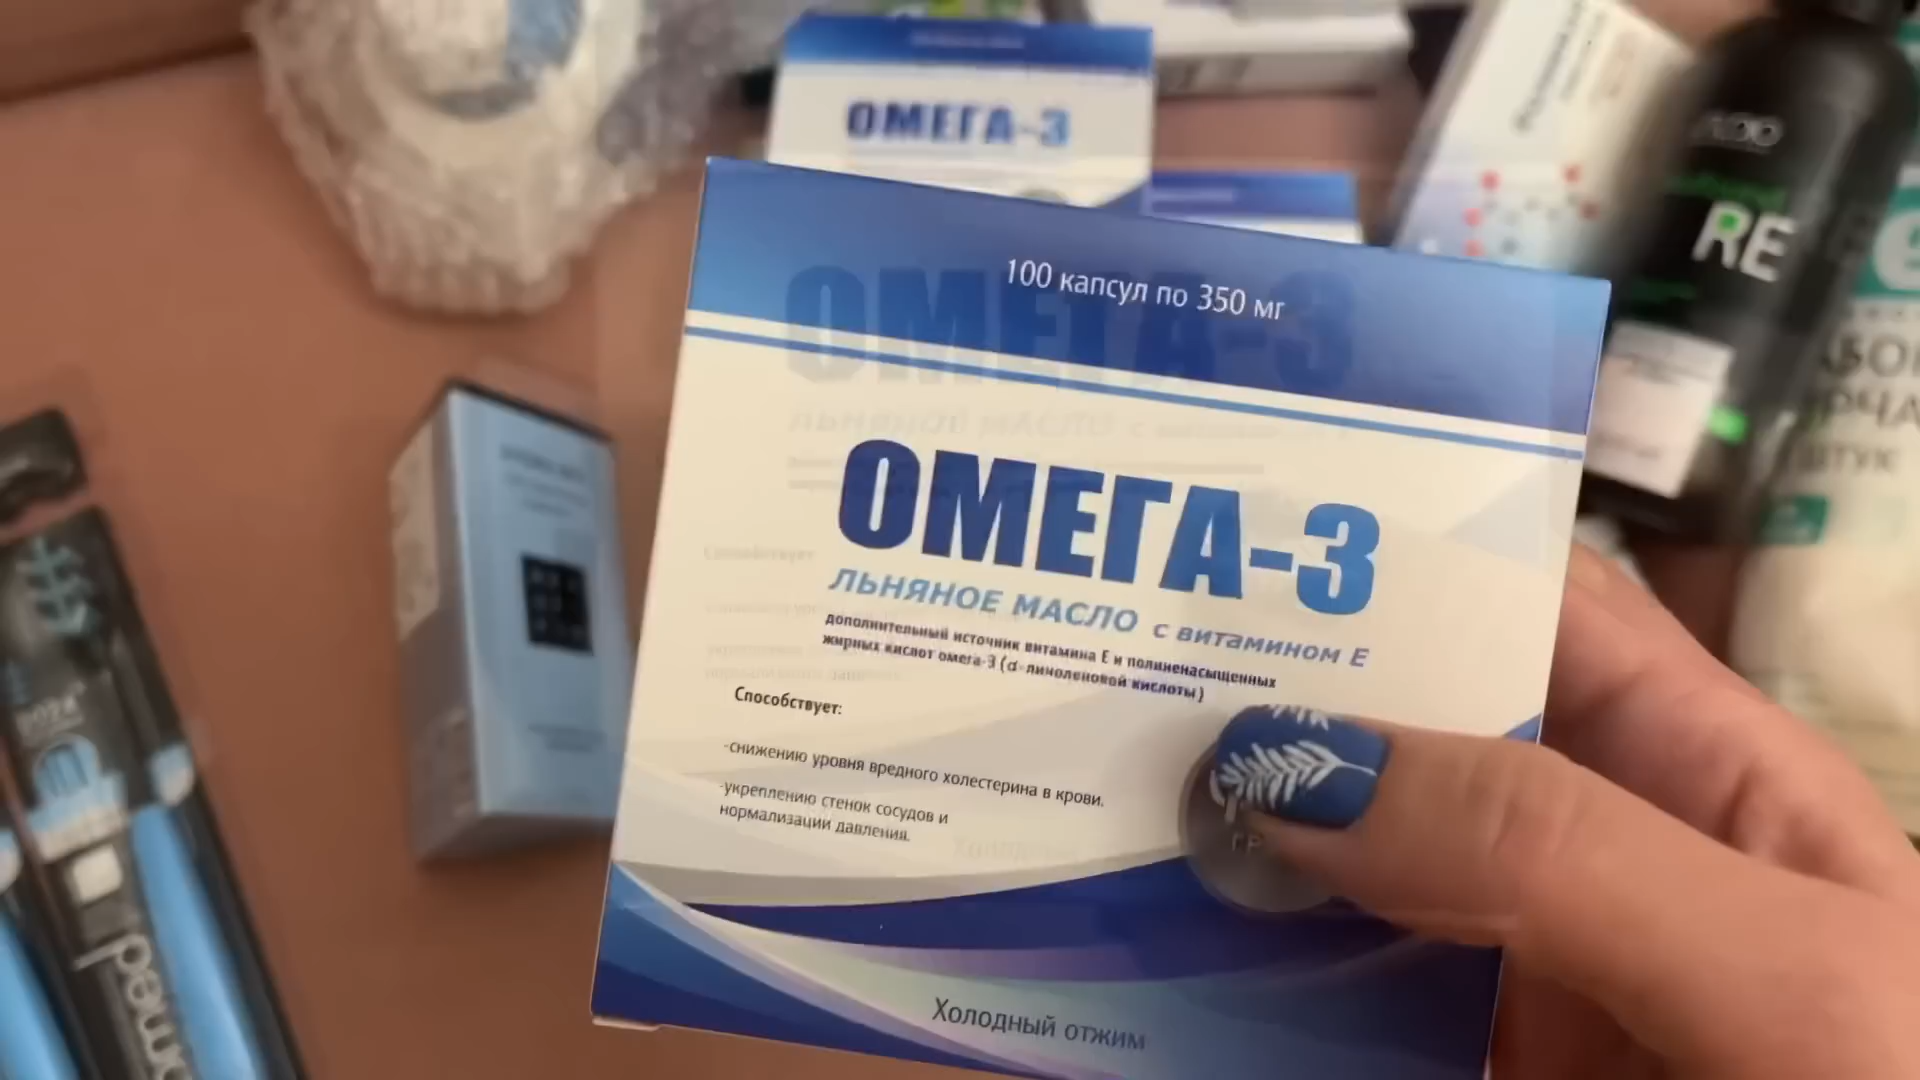 ОМЕГА-3
100 капсул по 350 мг
ОМЕГА-3
ЛЬНЯНОЕ МАСЛО с витамином Е
дополнительный источник витамина Е и полиненасыщенных
жирных кислот омега-3 (α-линоленовой кислоты)
Способствует:
-снижению уровня вредного холестерина в крови.
-укреплению стенок сосудов и
нормализации давления.
Холодный отжим
RE